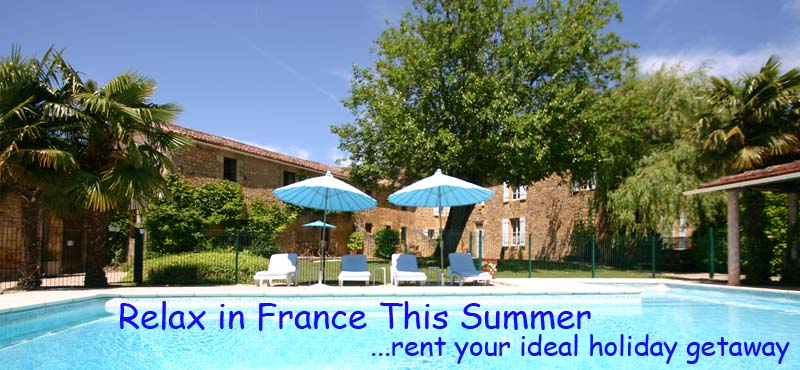 Relax in France This Summer
...rent your ideal holiday getaway